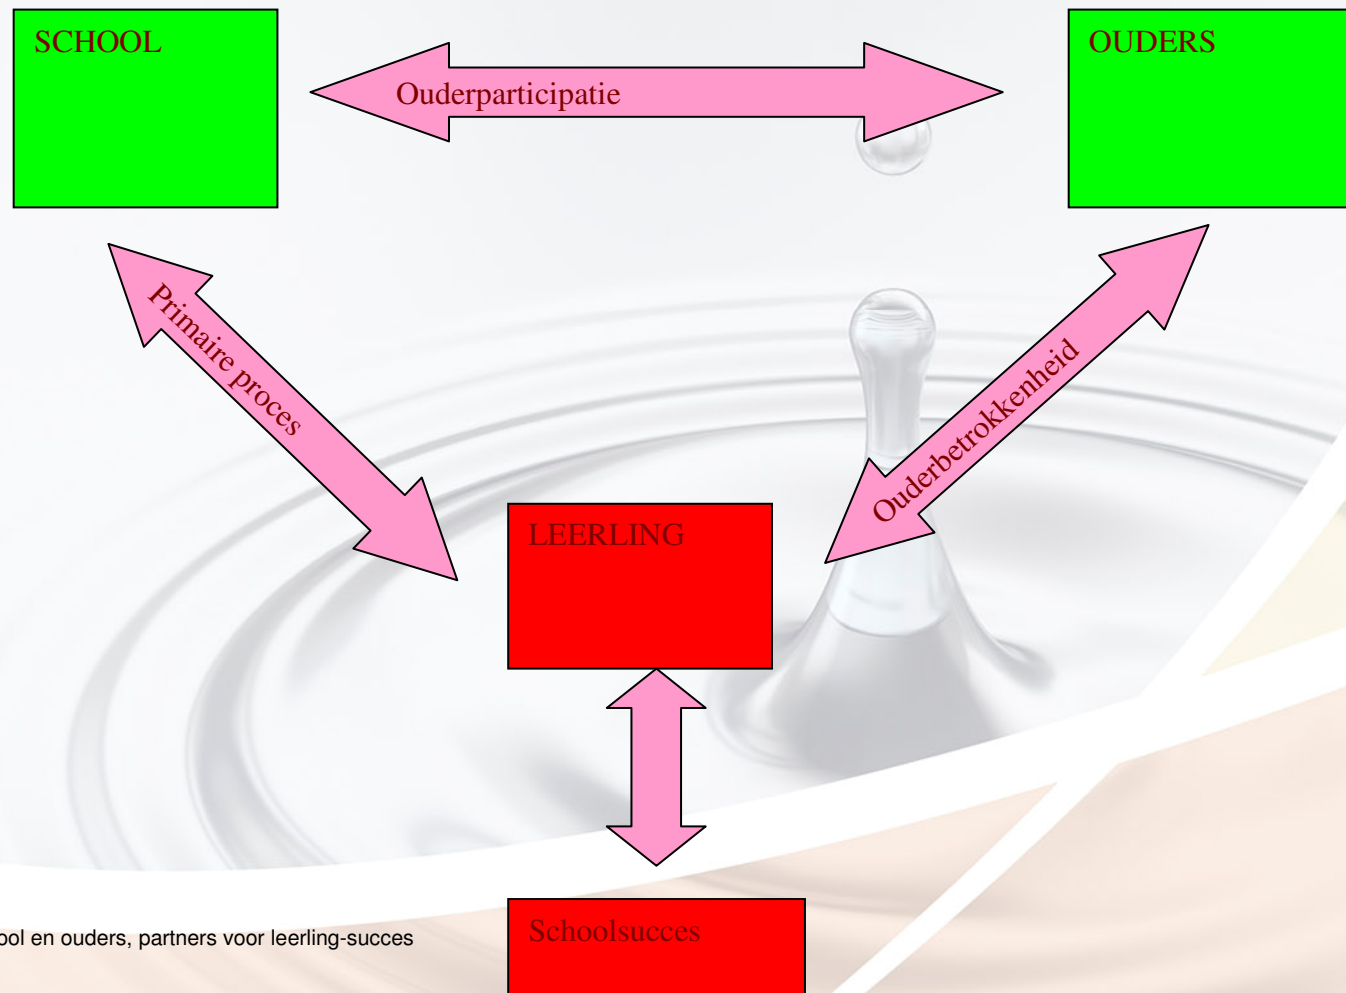 SCHOOL
OUDERS
Ouderparticipatie
Primaire proces
Ouderbetrokkenheid
LEERLING
Schoolsucces
ool en ouders, partners voor leerling-succes